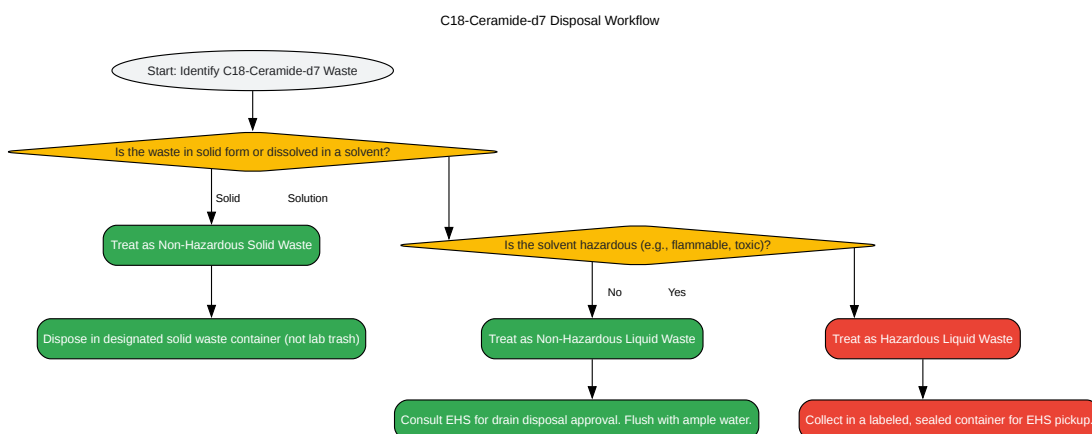 C18-Ceramide-d7 Disposal Workflow
Start: Identify C18-Ceramide-d7 Waste
Is the waste in solid form or dissolved in a solvent?
Solid
Solution
Treat as Non-Hazardous Solid Waste
Is the solvent hazardous (e.g., flammable, toxic)?
No
Yes
Dispose in designated solid waste container (not lab trash)
Treat as Non-Hazardous Liquid Waste
Treat as Hazardous Liquid Waste
Consult EHS for drain disposal approval. Flush with ample water.
Collect in a labeled, sealed container for EHS pickup.